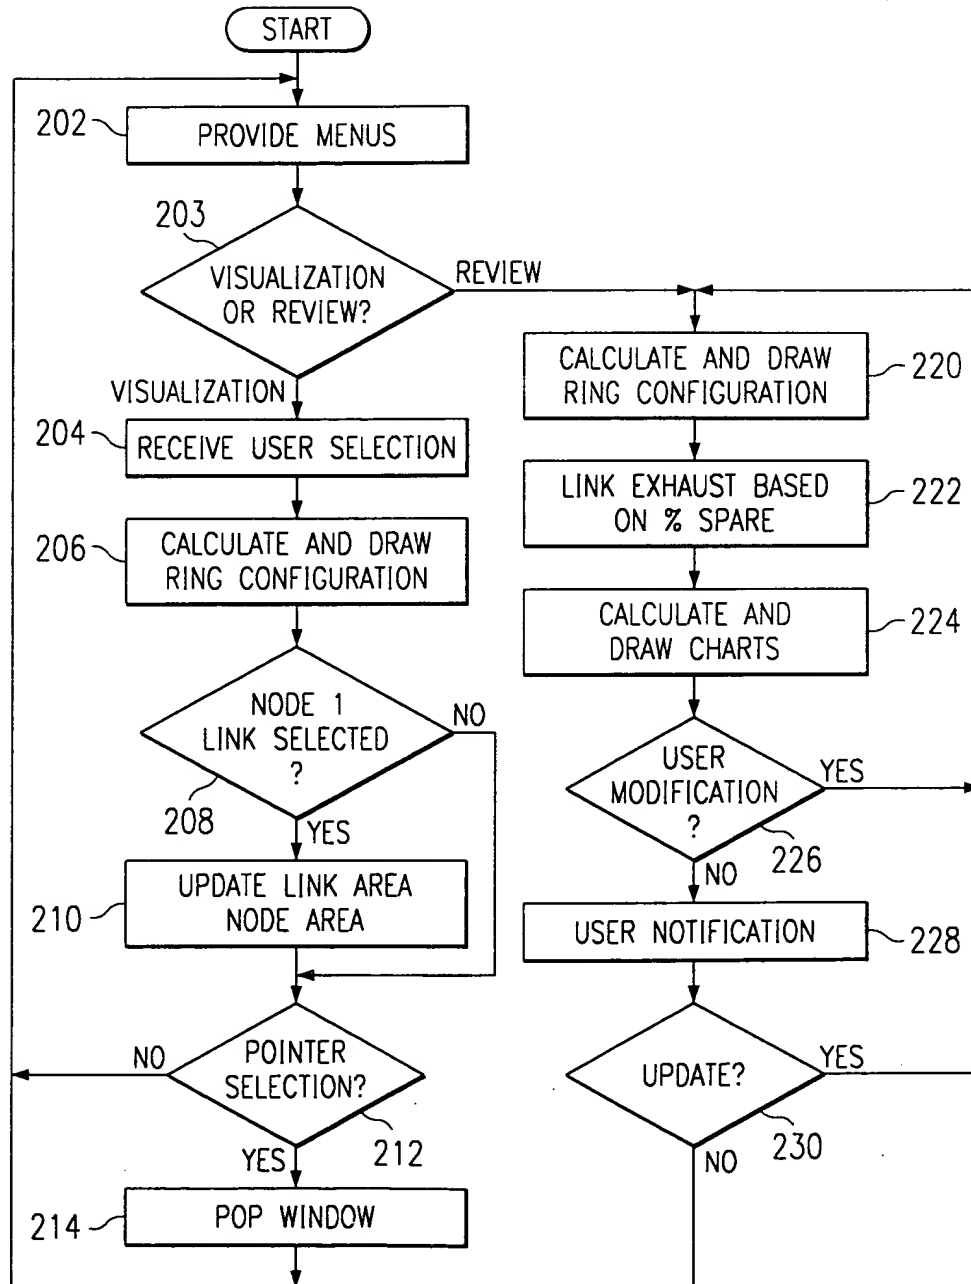 START
202
PROVIDE MENUS
203
VISUALIZATION
OR REVIEW?
REVIEW
VISUALIZATION
204
RECEIVE USER SELECTION
206
CALCULATE AND DRAW
RING CONFIGURATION
NODE 1
LINK SELECTED
?
NO
208
YES
210
UPDATE LINK AREA
NODE AREA
POINTER
SELECTION?
NO
212
YES
214
POP WINDOW
CALCULATE AND DRAW
RING CONFIGURATION
220
LINK EXHAUST BASED
ON % SPARE
222
CALCULATE AND
DRAW CHARTS
224
USER
MODIFICATION
?
YES
226
NO
USER NOTIFICATION
228
UPDATE?
YES
230
NO